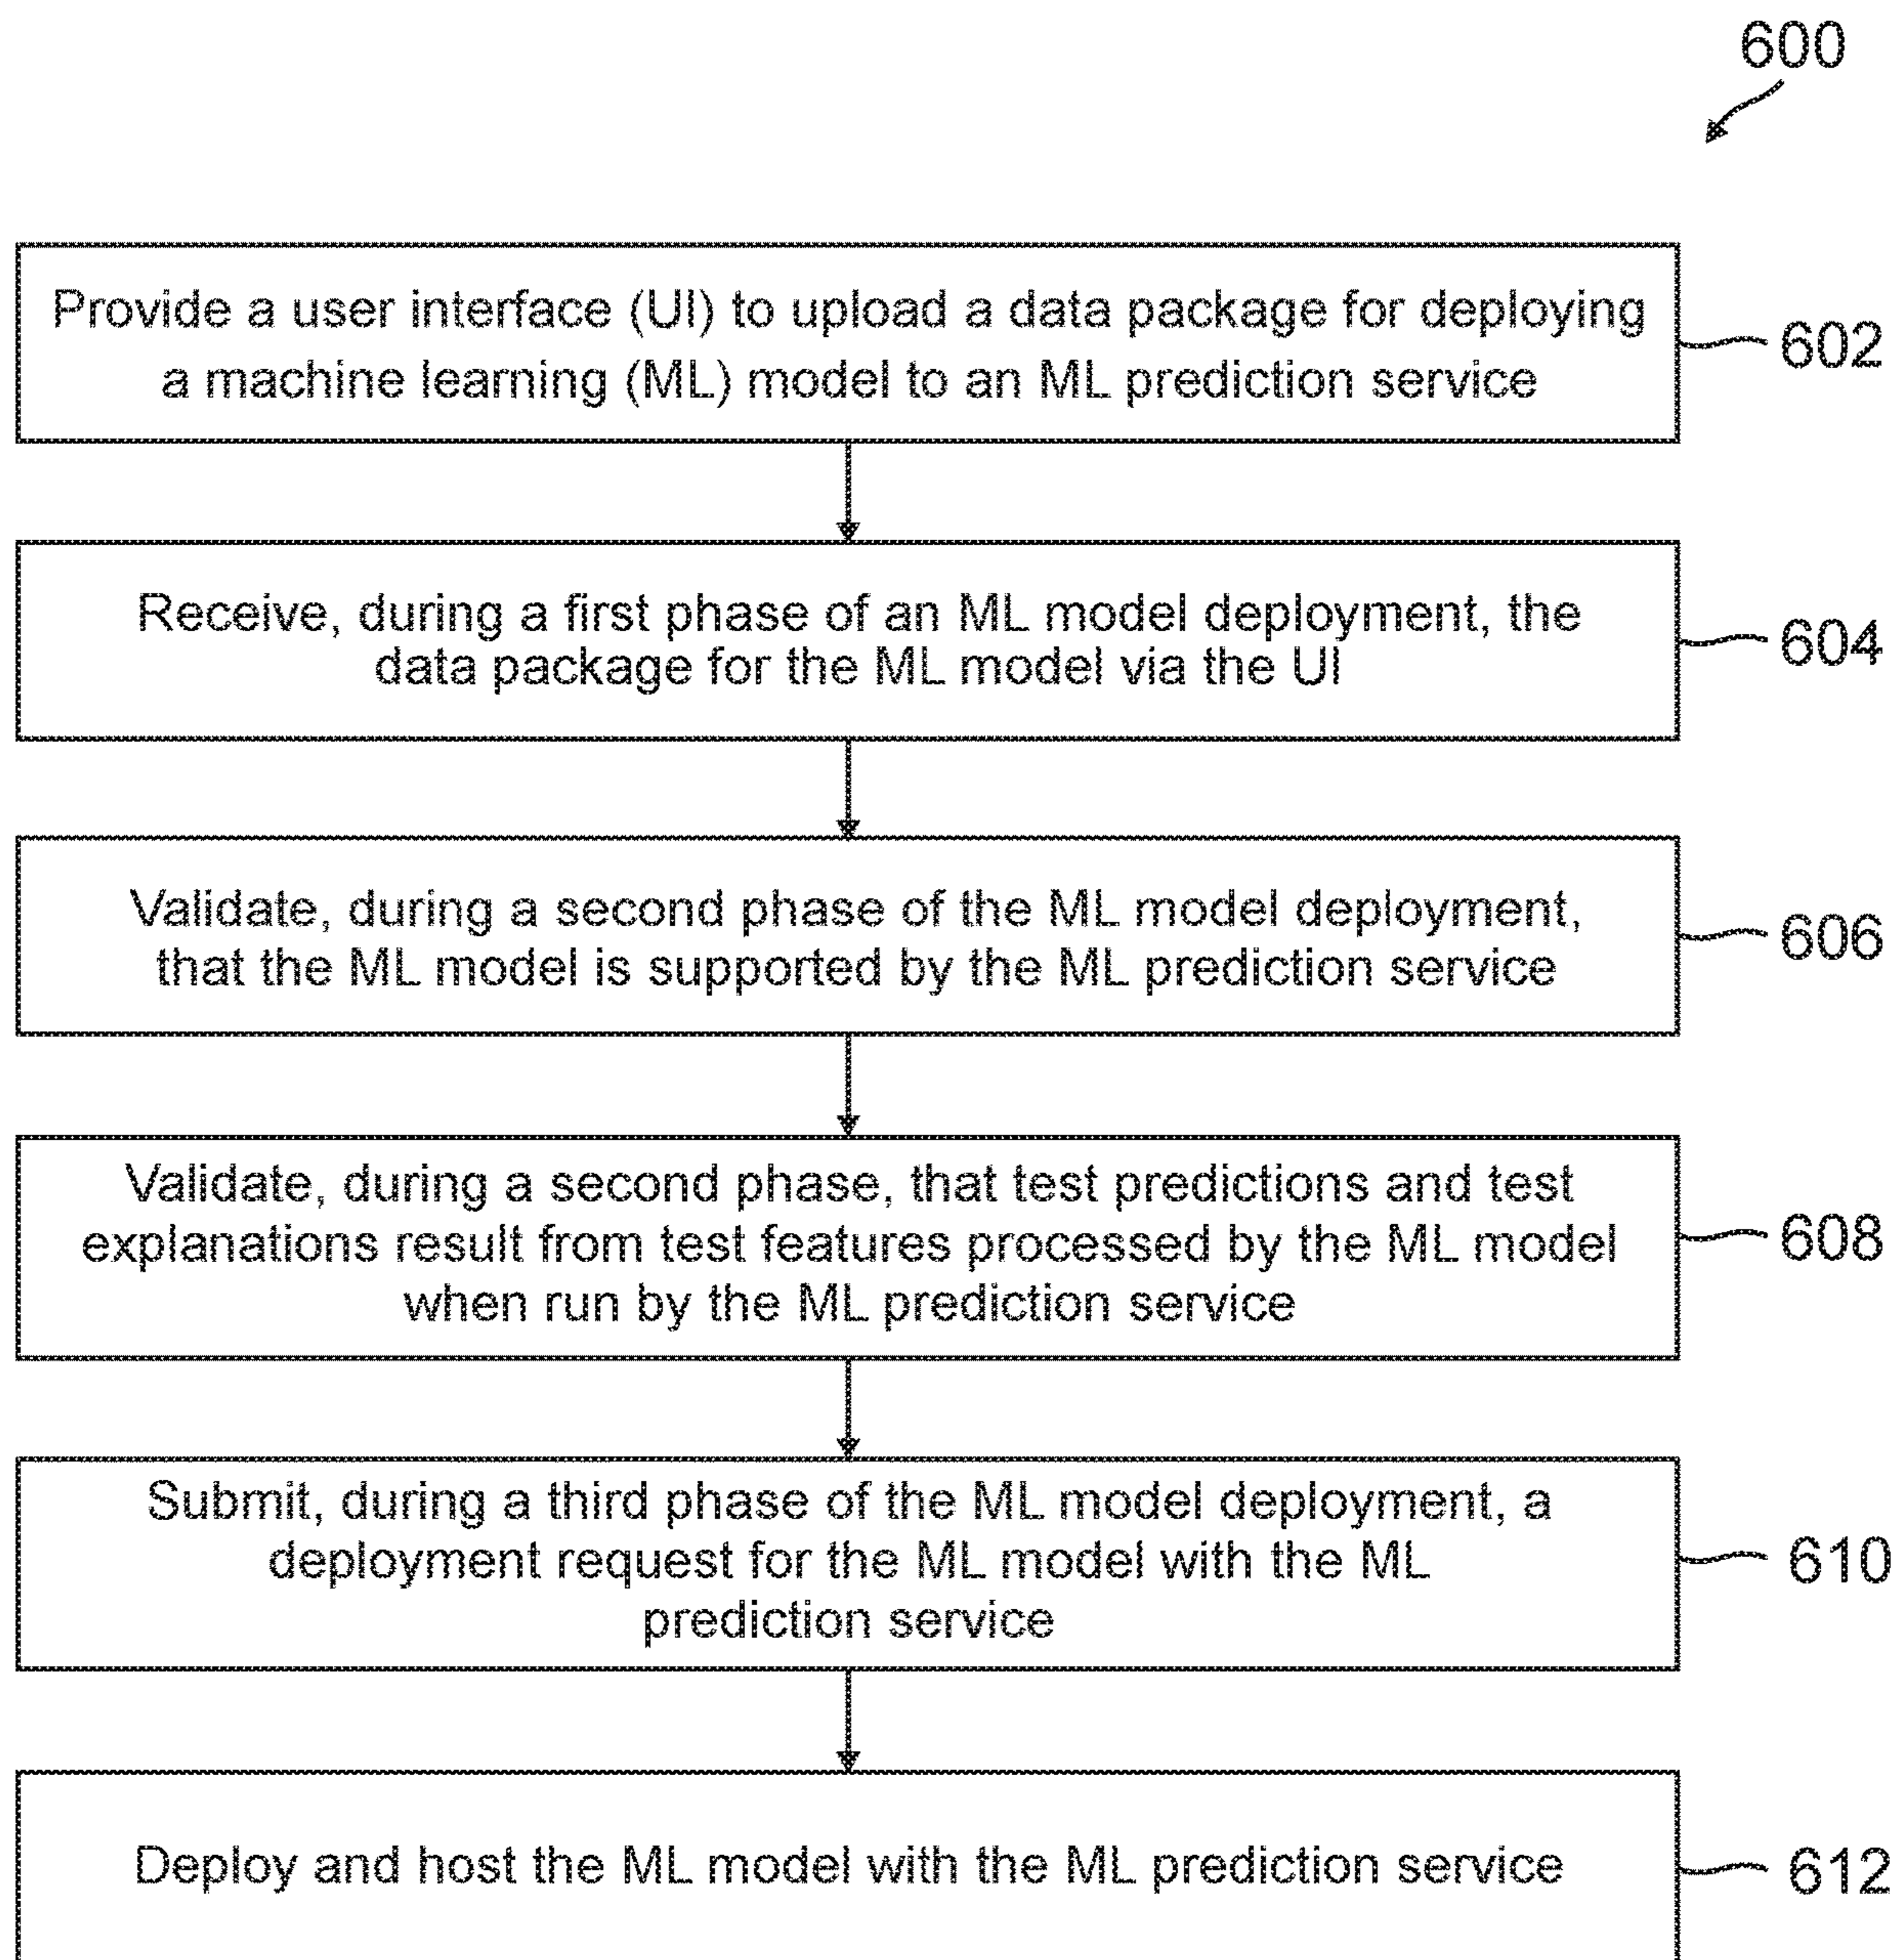 600
Provide a user interface (UI) to upload a data package for deploying
a machine learning (ML) model to an ML prediction service
602
Receive, during a first phase of an ML model deployment, the
data package for the ML model via the UI
604
Validate, during a second phase of the ML model deployment,
that the ML model is supported by the ML prediction service
606
Validate, during a second phase, that test predictions and test
explanations result from test features processed by the ML model
when run by the ML prediction service
608
Submit, during a third phase of the ML model deployment, a
deployment request for the ML model with the ML
prediction service
610
Deploy and host the ML model with the ML prediction service
612